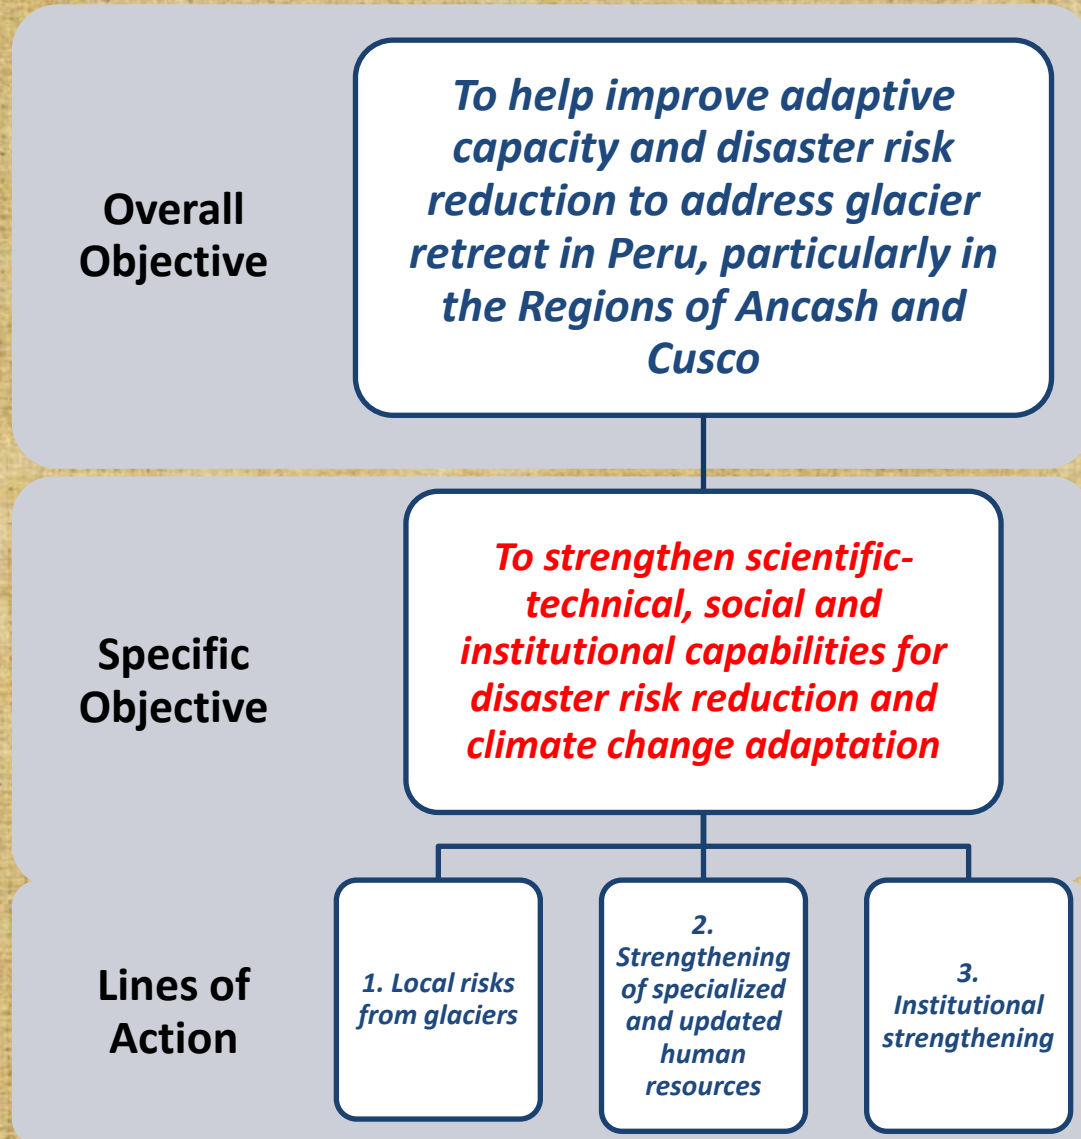 Overall
Objective
To help improve adaptive
capacity and disaster risk
reduction to address glacier
retreat in Peru, particularly in
the Regions of Ancash and
Cusco
Specific
Objective
To strengthen scientific-
technical, social and
institutional capabilities for
disaster risk reduction and
climate change adaptation
Lines of
Action
1. Local risks
from glaciers
2.
Strengthening
of specialized
and updated
human
resources
3.
Institutional
strengthening